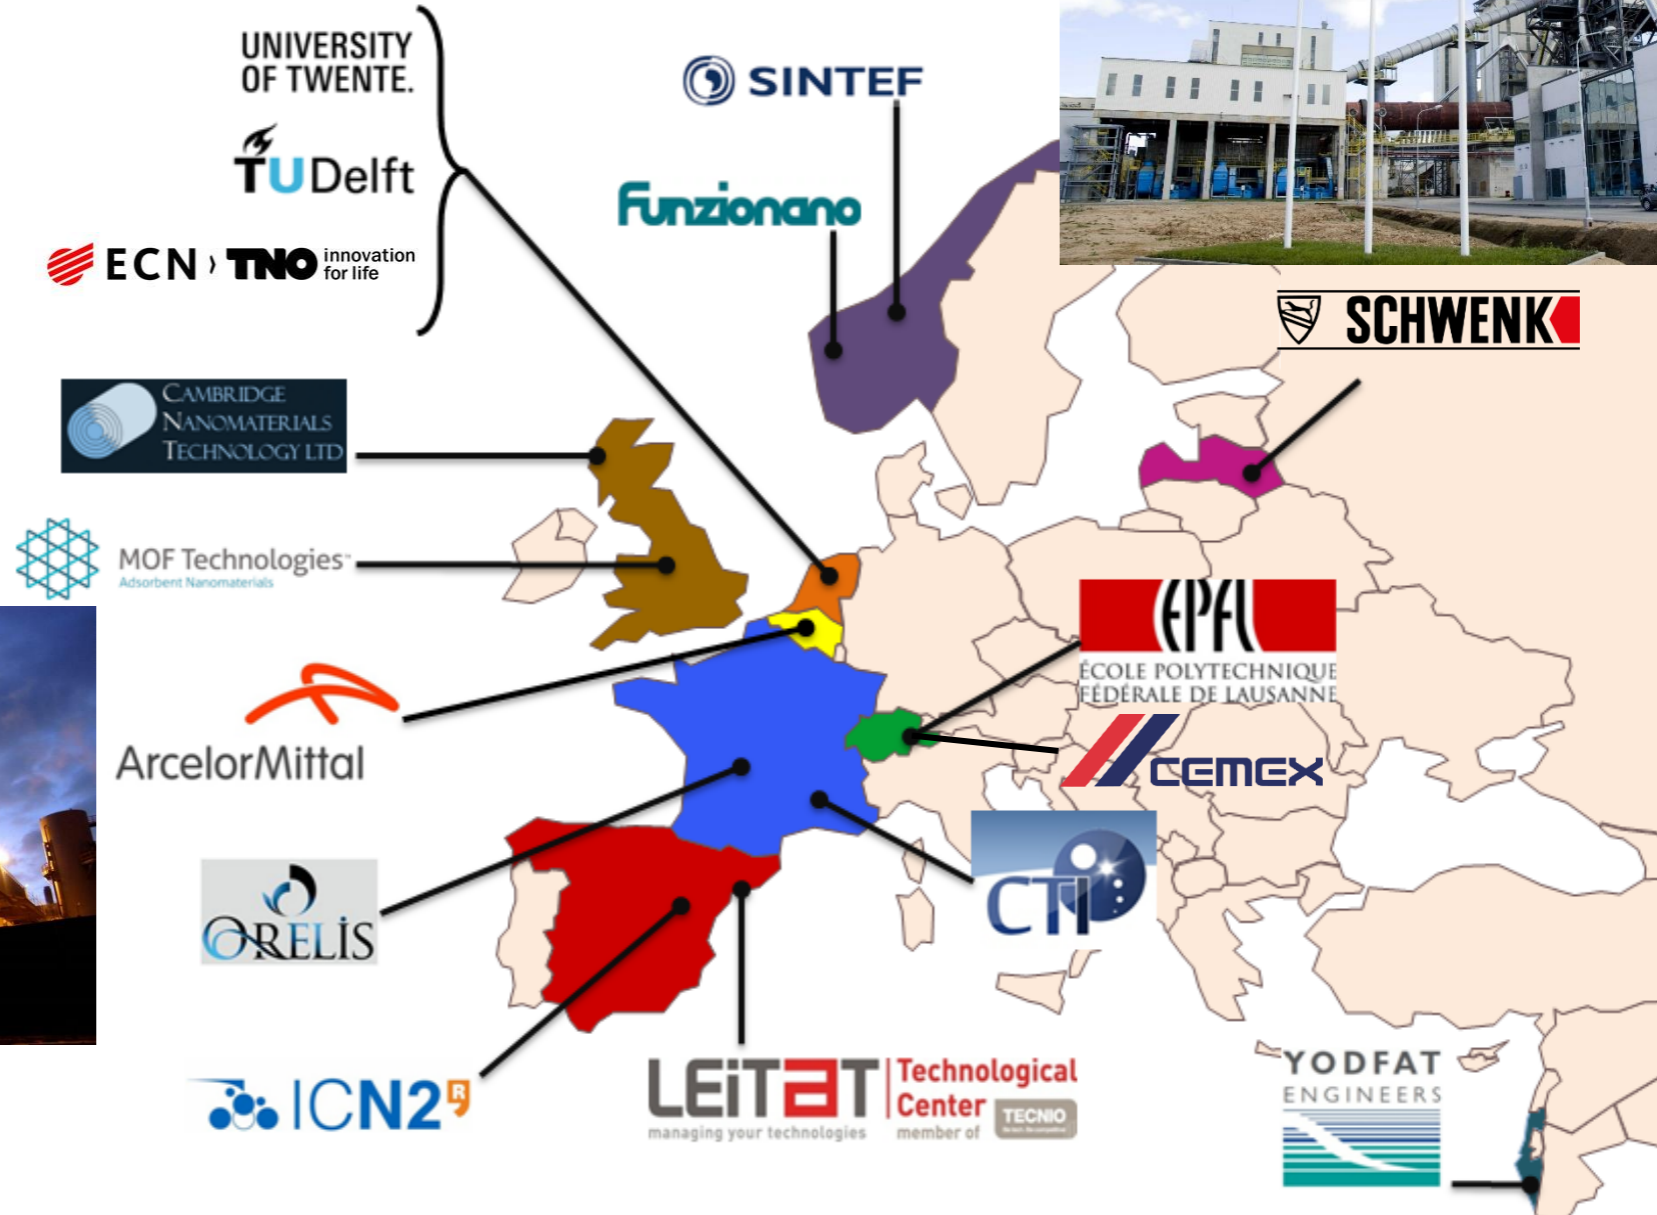 UNIVERSITY
OF TWENTE.
TU Delft
ECN › TNO innovation
for life
SINTEF
Funzionano
SCHWENK
CAMBRIDGE
NANOMATERIALS
TECHNOLOGY LTD
MOF Technologies™
Adsorbent Nanomaterials
ArcelorMittal
EPFL
ÉCOLE POLYTECHNIQUE
FÉDÉRALE DE LAUSANNE
CEMEX
CTI
ORELIS
ICN2 R
LEITAT Technological
Center
managing your technologies
member of TECNIO
YODFAT
ENGINEERS